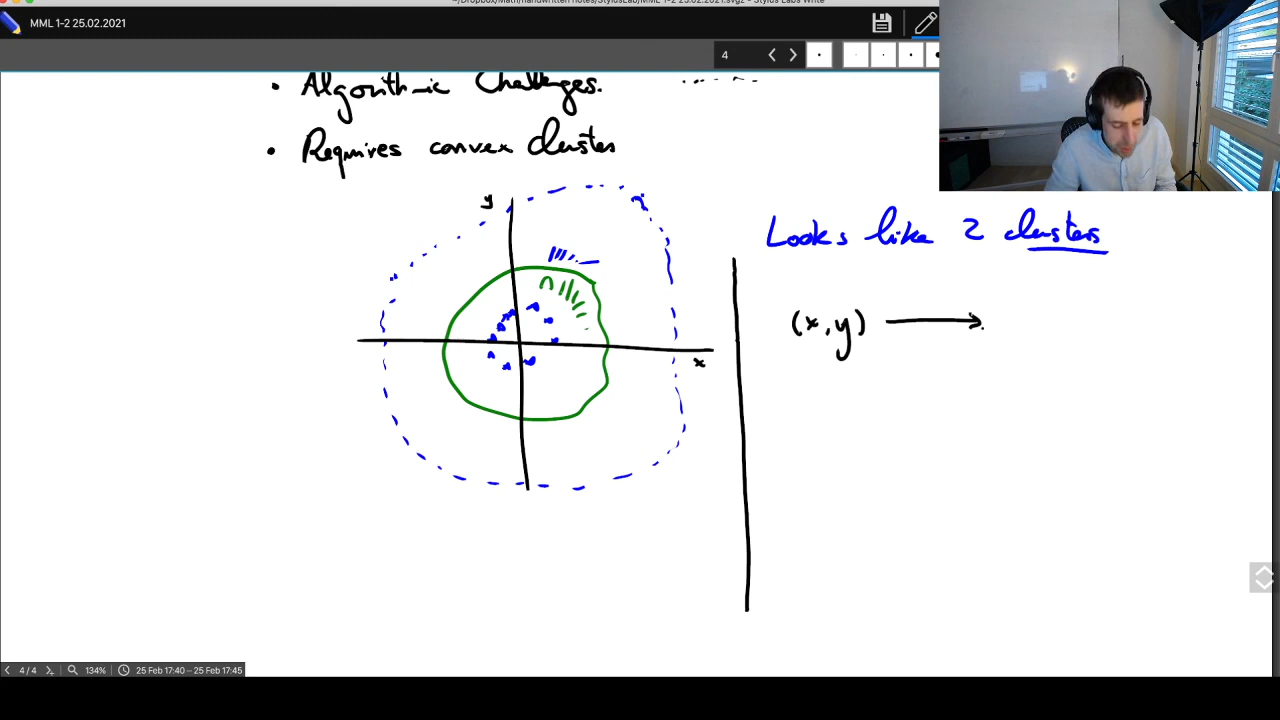 MML 1-2 25.02.2021
4
• Algorithmic Challenges.
• Requires convex clusters
y
x
Looks like 2 clusters
(x, y)
4/4 134% 25 Feb 17:40 – 25 Feb 17:45